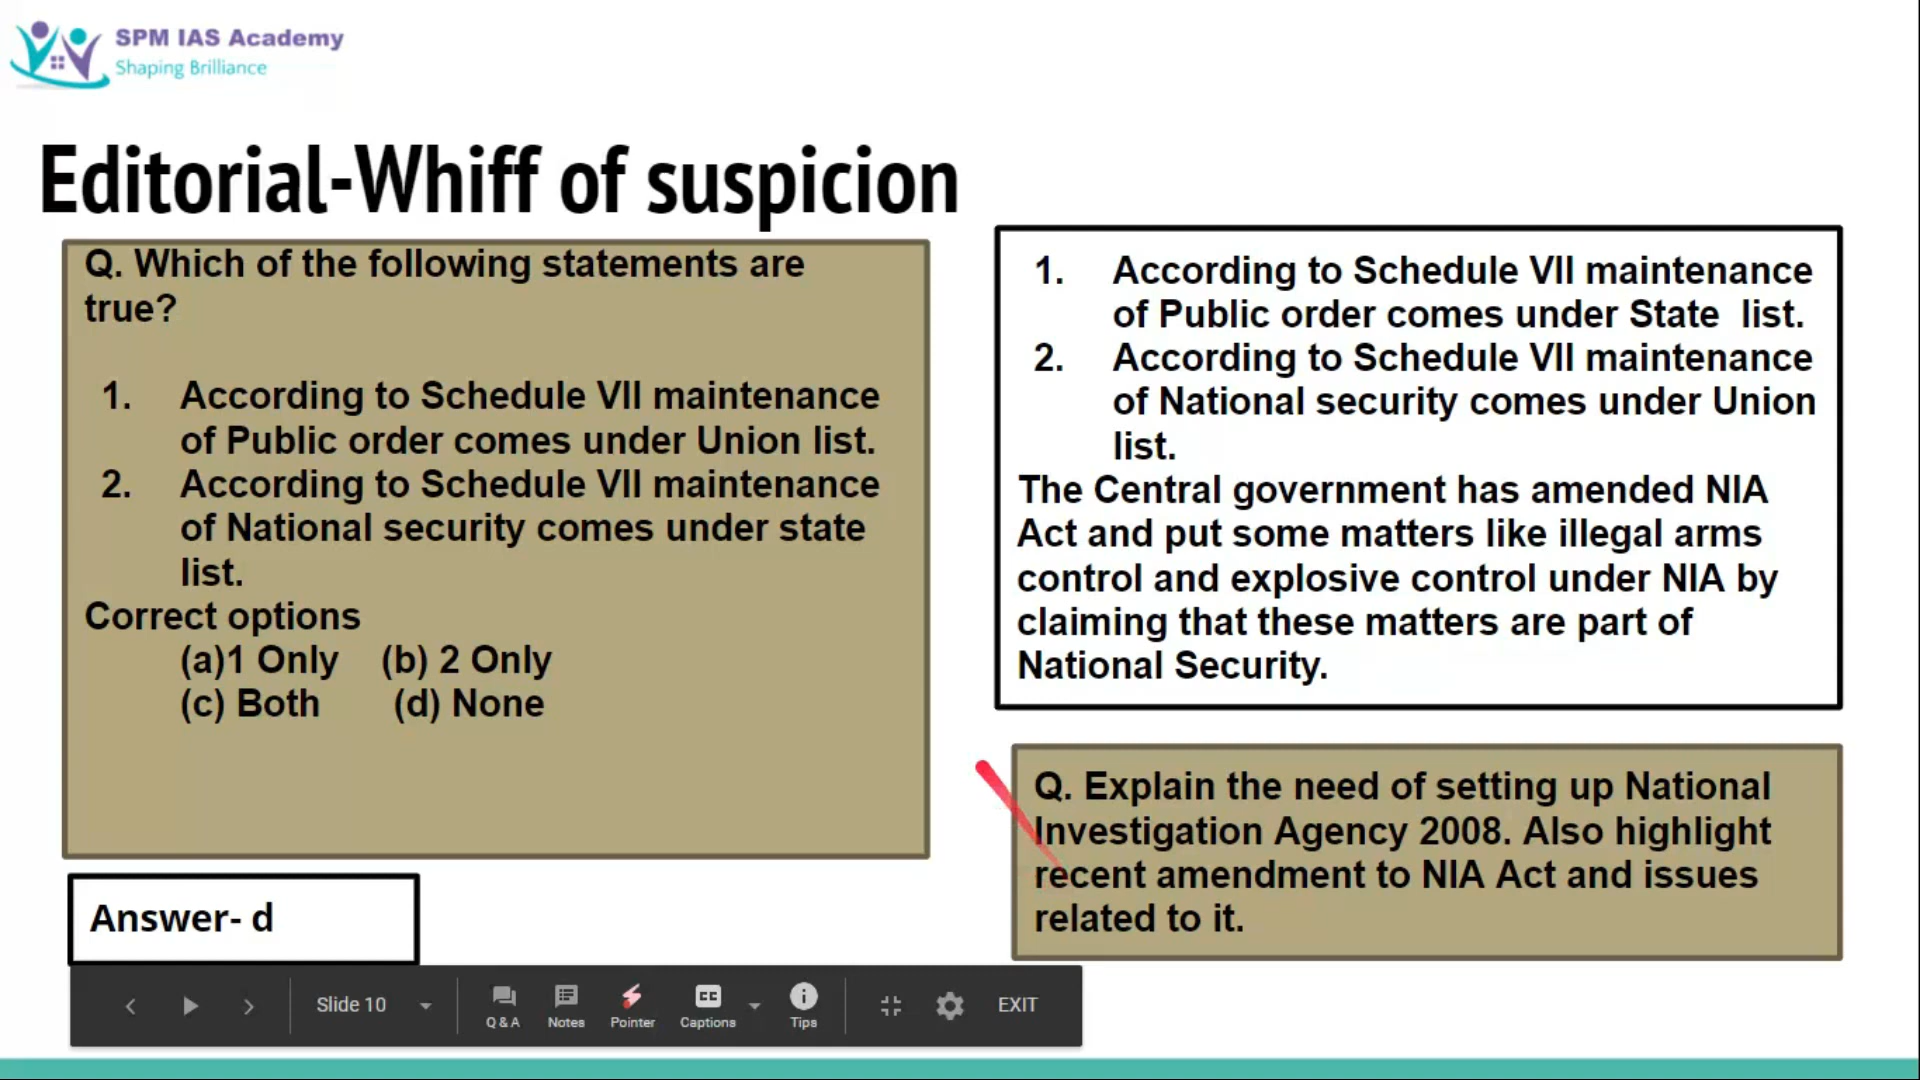 SPM IAS Academy
Shaping Brilliance
Editorial-Whiff of suspicion
Q. Which of the following statements are
true?
1. According to Schedule VII maintenance
of Public order comes under Union list.
2. According to Schedule VII maintenance
of National security comes under state
list.
Correct options
(a)1 Only (b) 2 Only
(c) Both (d) None
Answer- d
1. According to Schedule VII maintenance
of Public order comes under State list.
2. According to Schedule VII maintenance
of National security comes under Union
list.
The Central government has amended NIA
Act and put some matters like illegal arms
control and explosive control under NIA by
claiming that these matters are part of
National Security.
Q. Explain the need of setting up National
Investigation Agency 2008. Also highlight
recent amendment to NIA Act and issues
related to it.
Slide 10
Q & A
Notes
Pointer
CC
Captions
Tips
EXIT